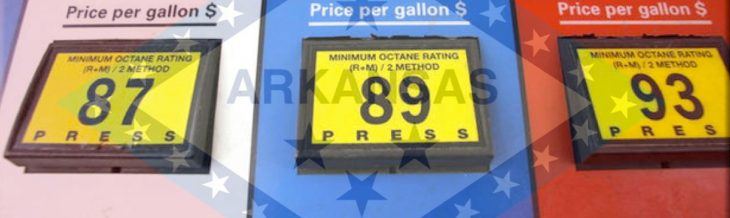 Price per gallon $
MINIMUM OCTANE RATING
(R+M) / 2 METHOD
87
PRESS
Price per gallon $
MINIMUM OCTANE RATING
(R+M) / 2 METHOD
89
PRESS
Price per gallon $
MINIMUM OCTANE RATING
(R+M) / 2 METHOD
93
PRESS
ARKANSAS